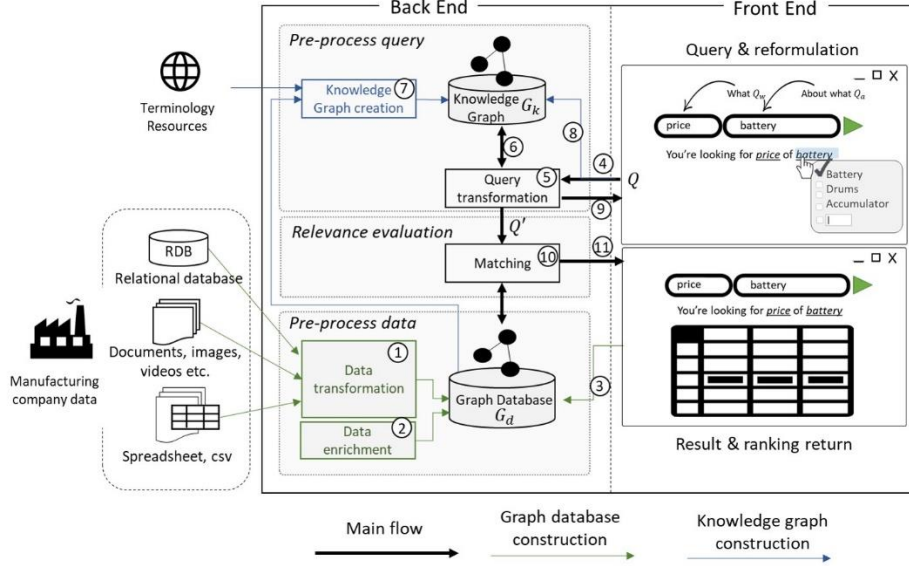 Back End
Front End
Pre-process query
Query & reformulation
Terminology
Resources
Knowledge
Graph creation
7
Knowledge
Graph
G_k
6
8
4
Query
transformation
5
Q
9
What Q_w
About what Q_a
price
battery
You're looking for price of battery
Battery
Drums
Accumulator
Q'
Relevance evaluation
Matching
10
11
RDB
Relational database
Documents, images,
videos etc.
Spreadsheet, csv
Manufacturing
company data
Pre-process data
1
Data
transformation
2
Data
enrichment
Graph Database
G_d
3
price
battery
You're looking for price of battery
Result & ranking return
Main flow
Graph database
construction
Knowledge graph
construction